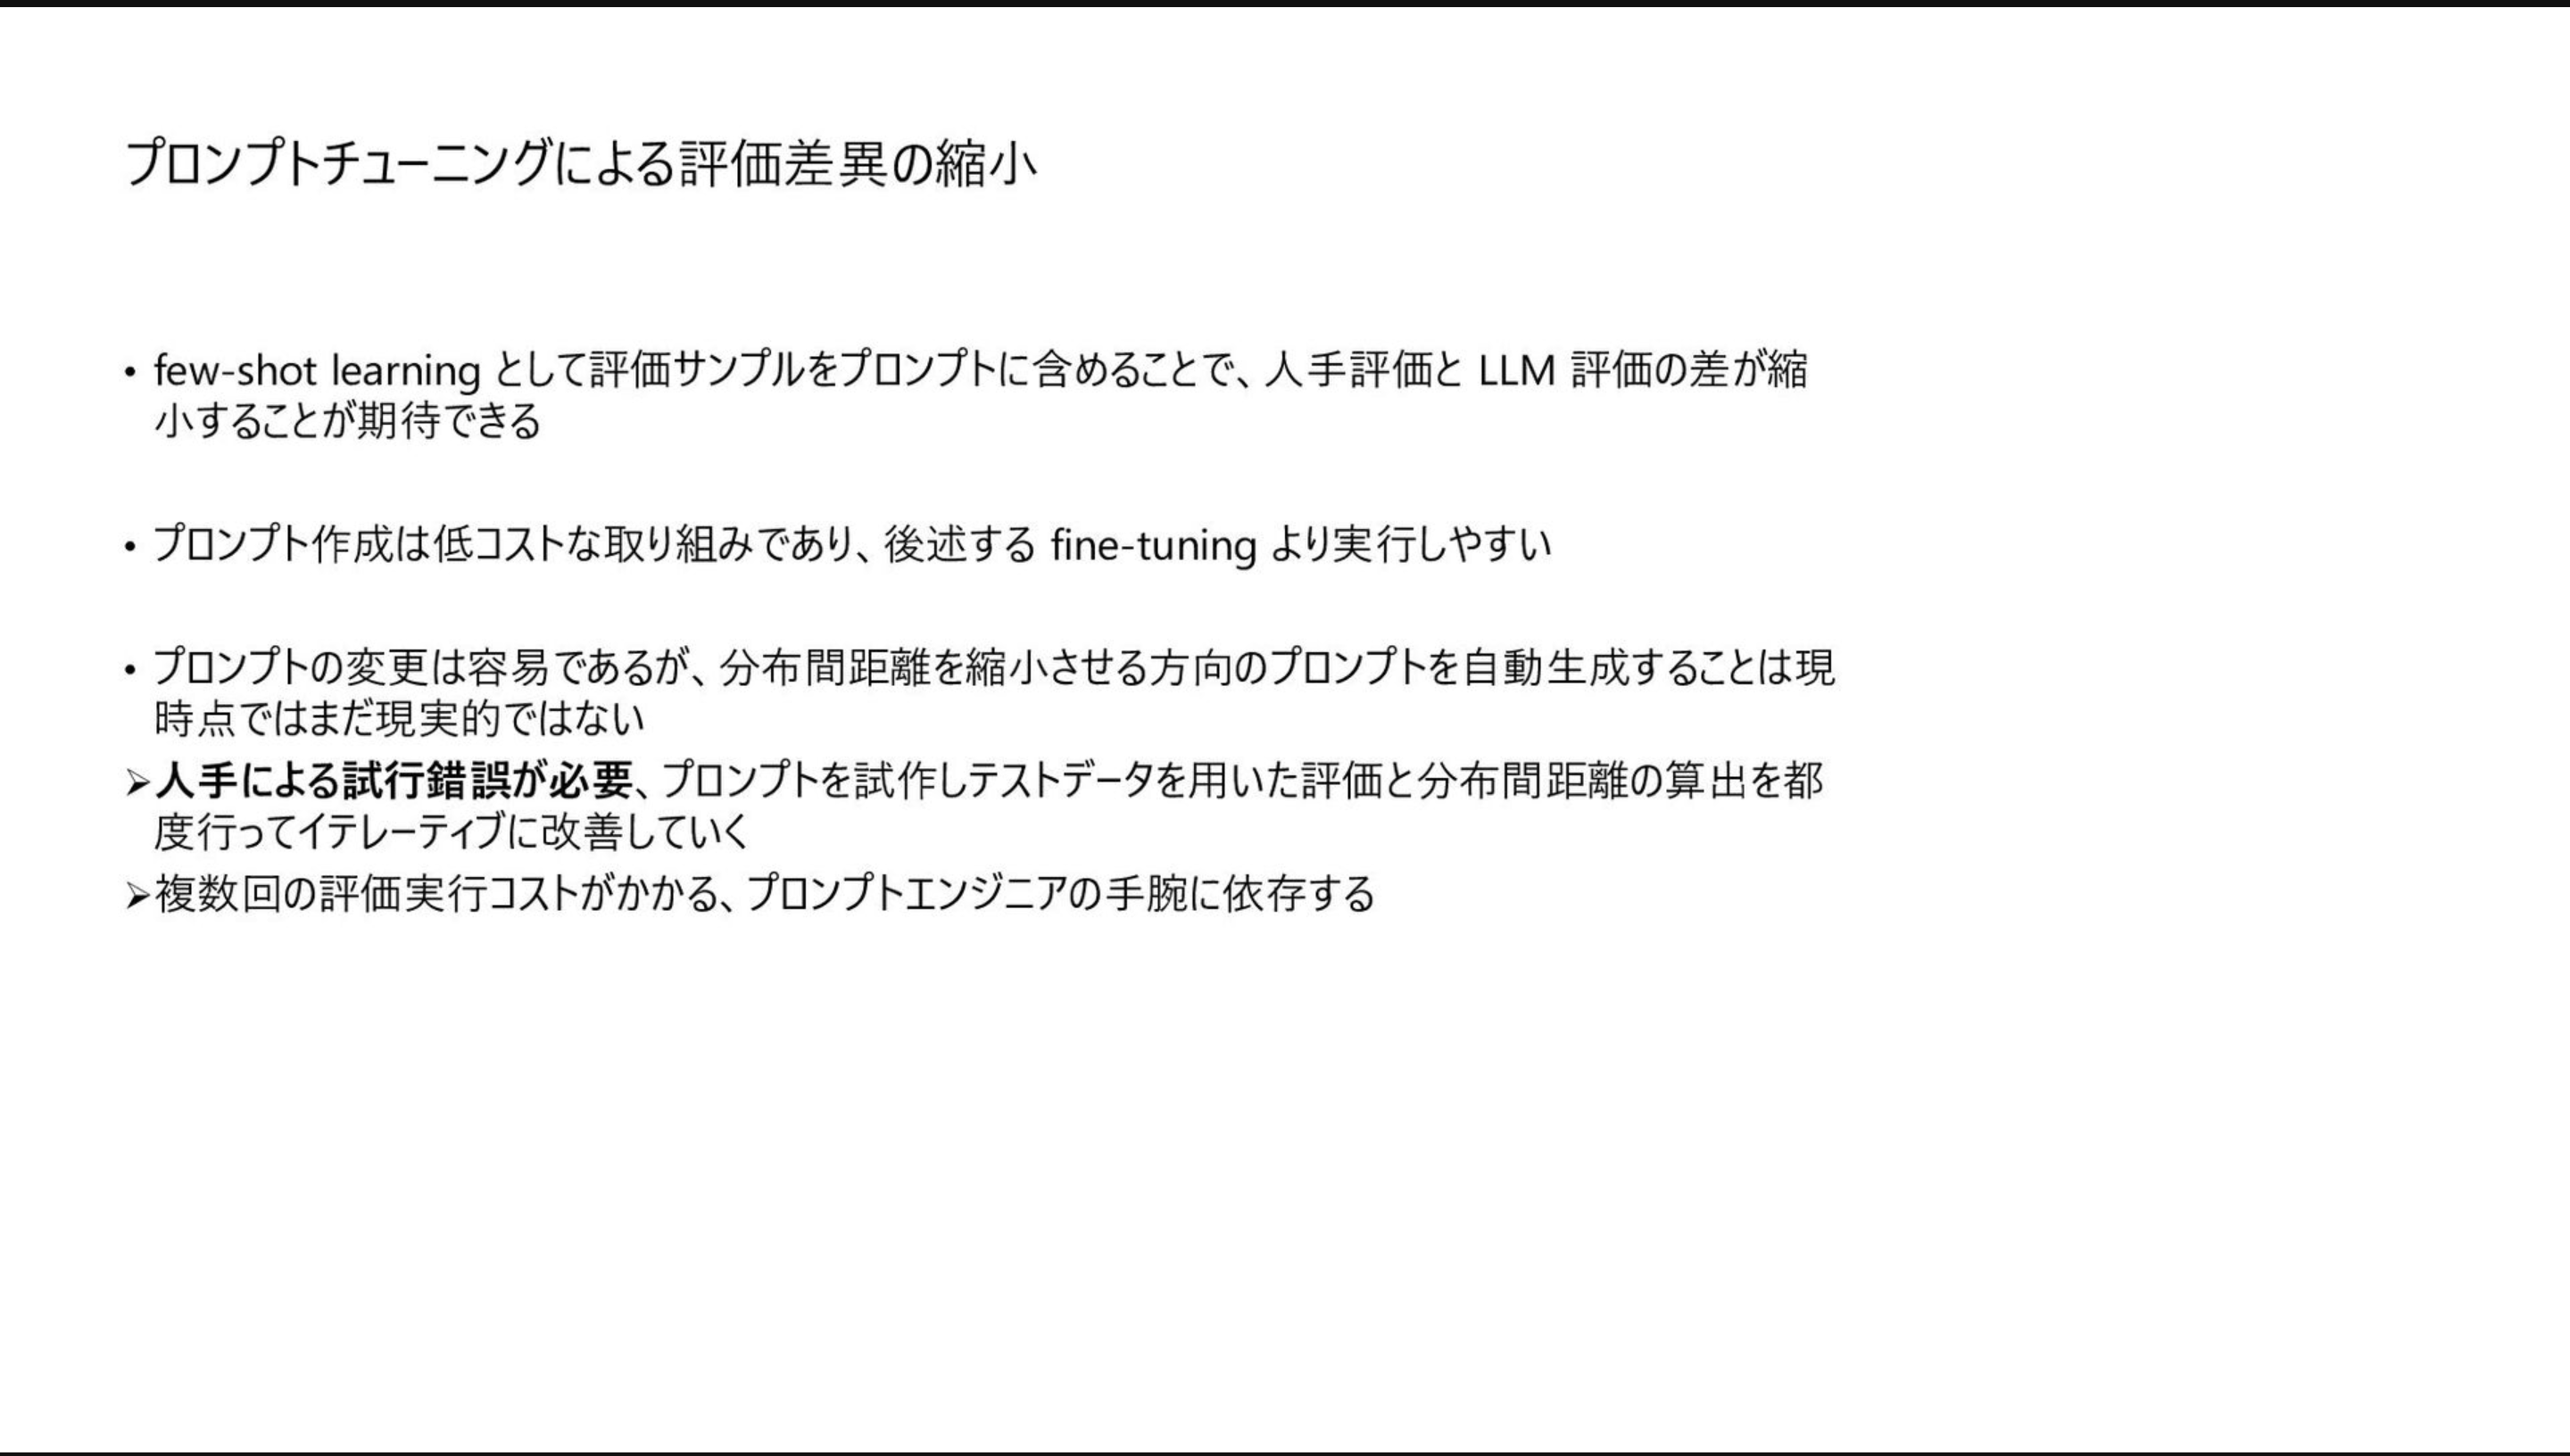 プロンプトチューニングによる評価差異の縮小
• few-shot learning として評価サンプルをプロンプトに含めることで、人手評価と LLM 評価の差が縮
小することが期待できる
• プロンプト作成は低コストな取り組みであり、後述する fine-tuning より実行しやすい
• プロンプトの変更は容易であるが、分布間距離を縮小させる方向のプロンプトを自動生成することは現
時点ではまだ現実的ではない
➢人手による試行錯誤が必要、プロンプトを試作しテストデータを用いた評価と分布間距離の算出を都
度行ってイテレーティブに改善していく
➢複数回の評価実行コストがかかる、プロンプトエンジニアの手腕に依存する